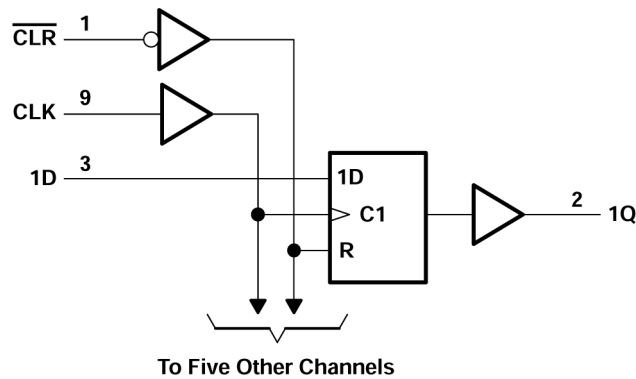 CLR 1
CLK 9
1D 3
1D
C1
R
2 1Q
To Five Other Channels